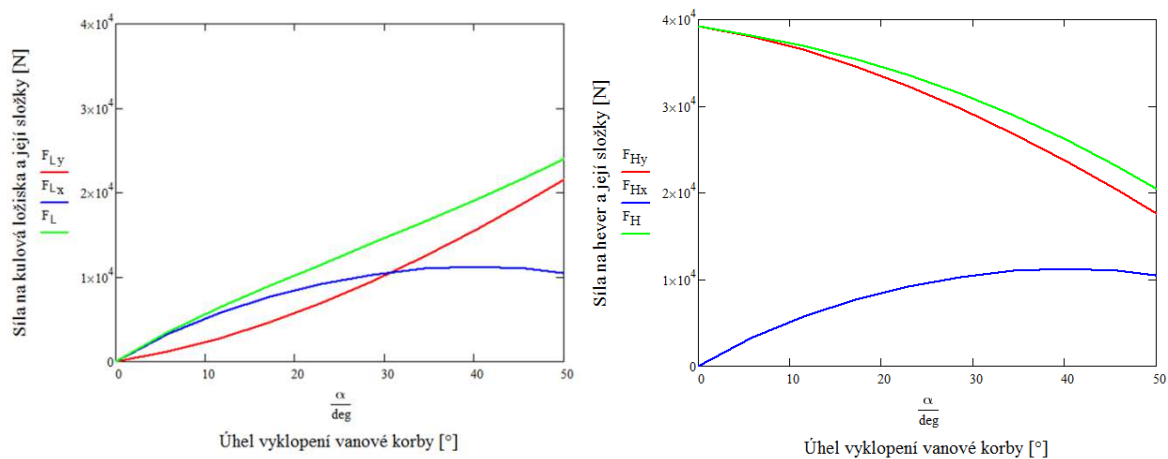 Síla na kulová ložiska a její složky [N]
4×10⁴
3×10⁴
2×10⁴
1×10⁴
0
F_Ly
F_Lx
F_L
0 10 20 30 40 50
α
deg
Úhel vyklopení vanové korby [°]
Síla na hever a její složky [N]
4×10⁴
3×10⁴
2×10⁴
1×10⁴
0
F_Hy
F_Hx
F_H
0 10 20 30 40 50
α
deg
Úhel vyklopení vanové korby [°]